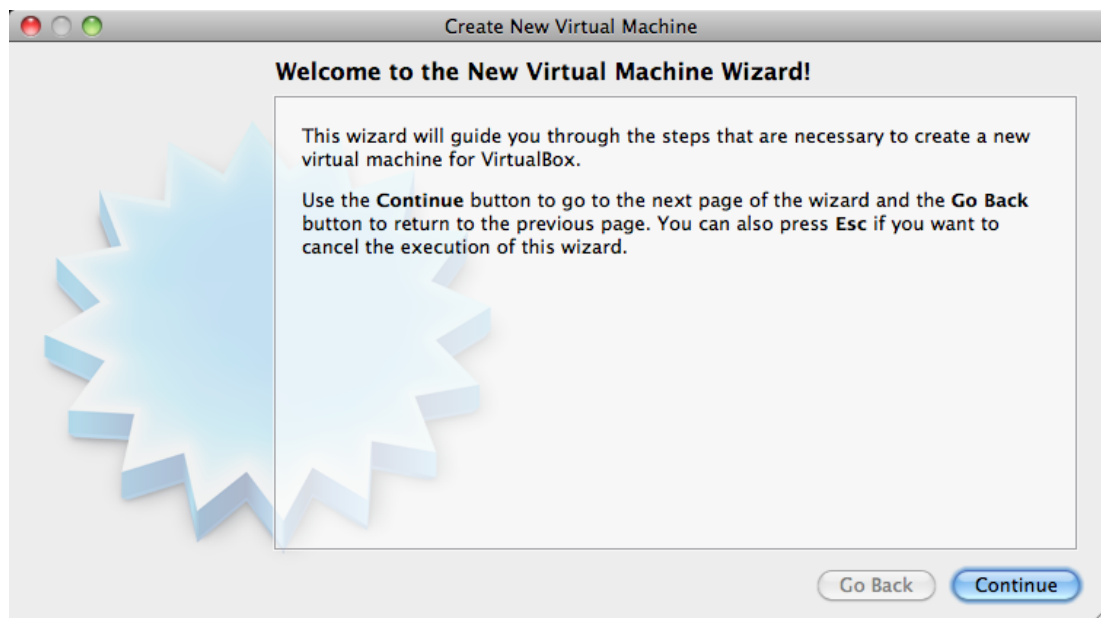 Create New Virtual Machine
Welcome to the New Virtual Machine Wizard!
This wizard will guide you through the steps that are necessary to create a new
virtual machine for VirtualBox.
Use the Continue button to go to the next page of the wizard and the Go Back
button to return to the previous page. You can also press Esc if you want to
cancel the execution of this wizard.
Go Back
Continue